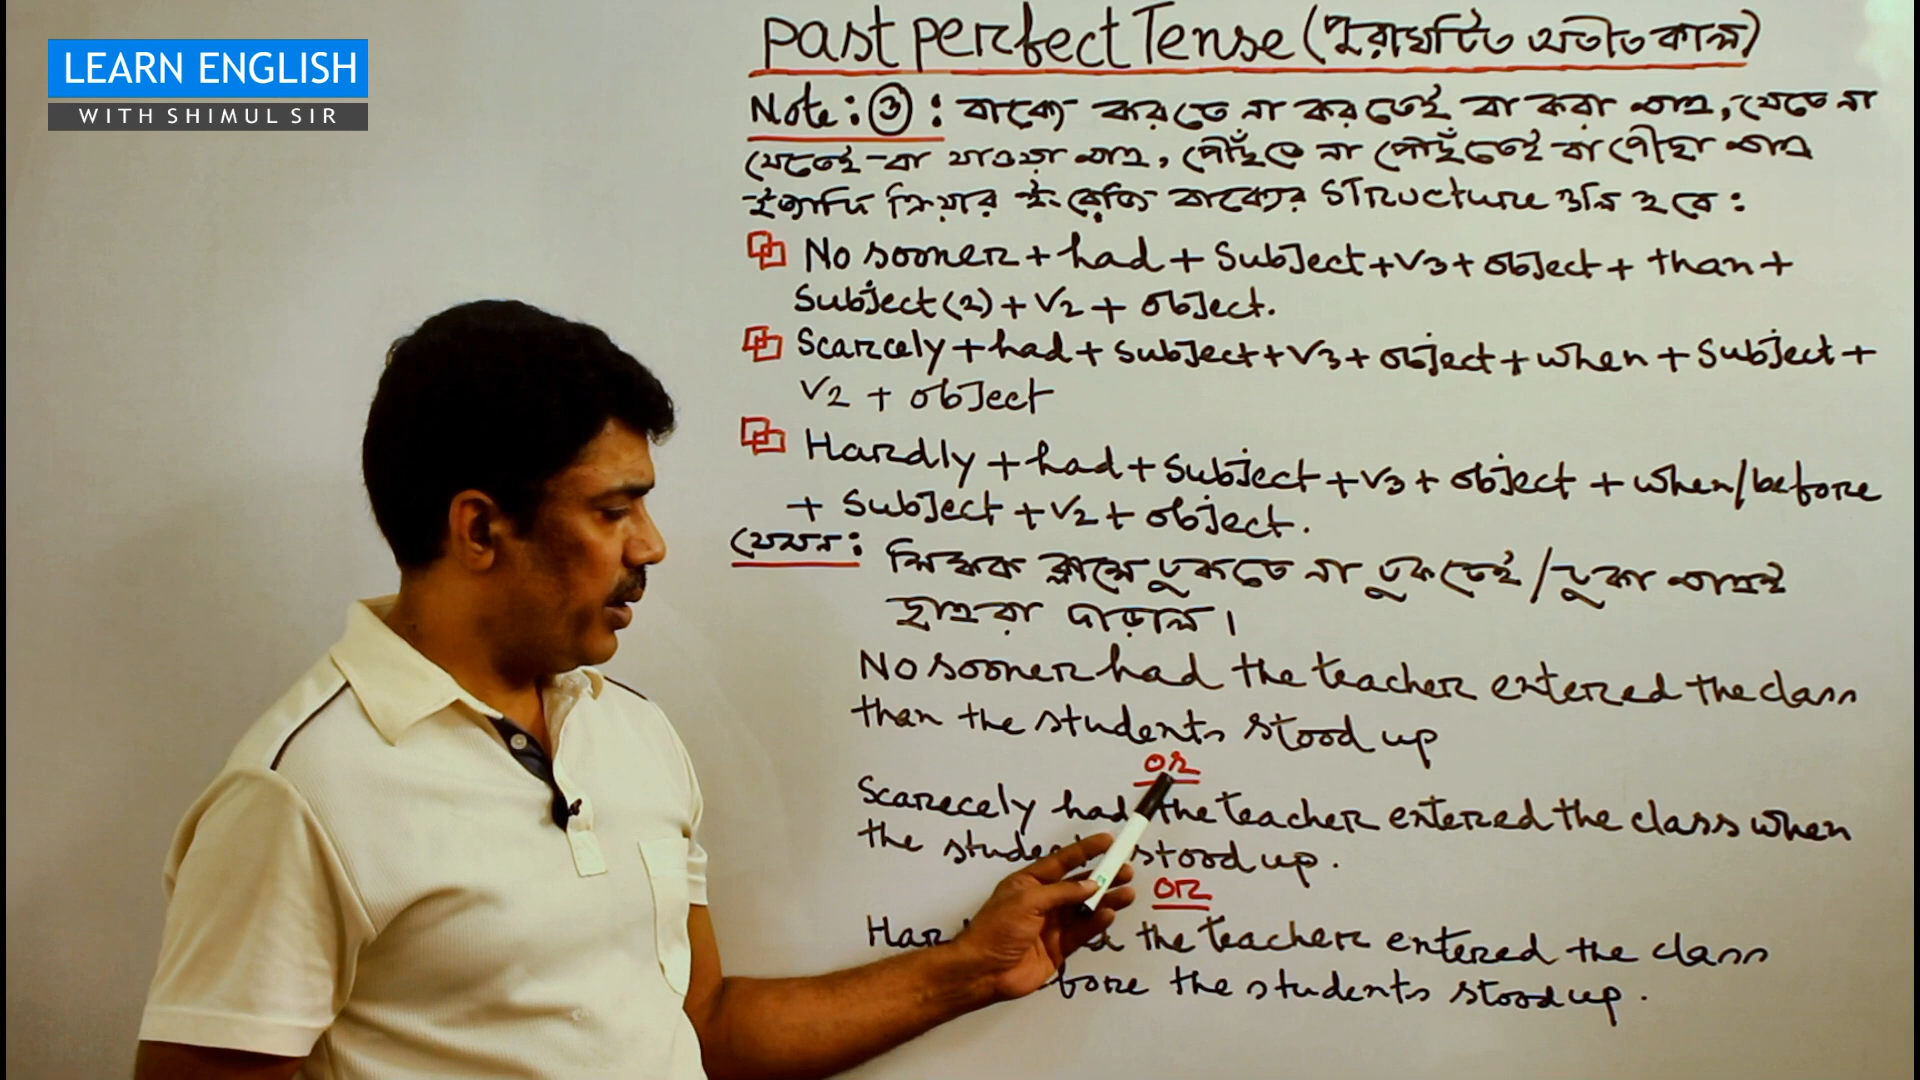 LEARN ENGLISH
WITH SHIMUL SIR
Past perfect Tense (পুরাঘটিত অতীত কাল)
Note: ③ : বাক্যে করতে না করতেই বা করা মাত্র, যেতে না
যেতেই-বা যাওয়া মাত্র, পৌঁছতে না পৌঁছতেই বা পৌছা মাত্র
ইত্যাদি ক্রিয়ার ইংরেজি বাক্যের Structure গুলি হবে:
No sooner + had + Subject + V3 + object + than +
Subject (2) + V2 + object.
Scarcely + had + subject + V3 + object + when + Subject +
V2 + object
Hardly + had + Subject + V3 + object + when/before
+ Subject + V2 + object.
যেমন: শিক্ষক ক্লাসে ঢুকতে না ঢুকতেই / ঢুকা মাত্রই
ছাত্ররা দাড়াল।
No sooner had the teacher entered the class
than the students stood up
OR
Scarecely had the teacher entered the class when
the stude stood up.
OR
Har the teacher entered the class
fore the students stood up.